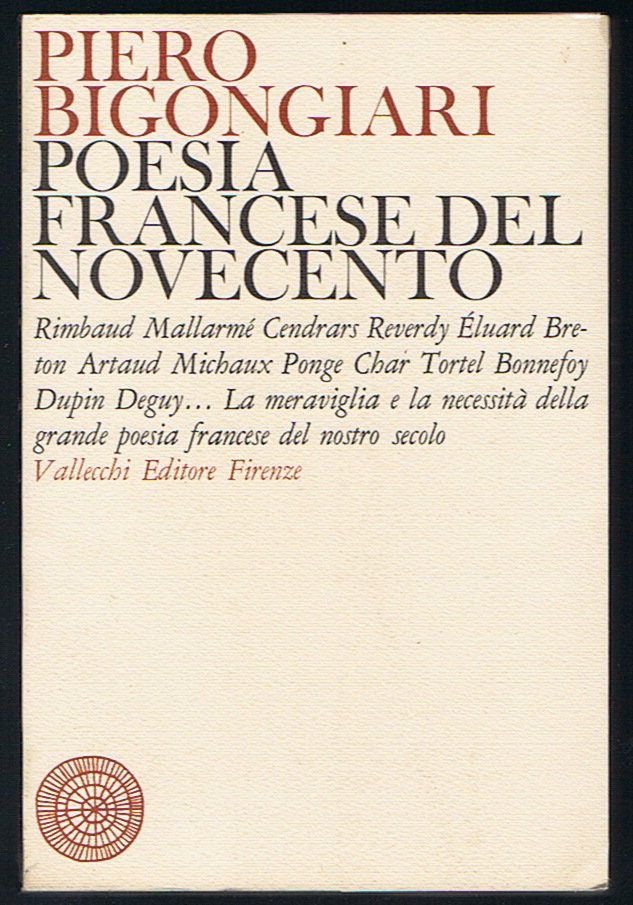 PIERO
BIGONGIARI
POESIA
FRANCESE DEL
NOVECENTO
Rimbaud Mallarmé Cendrars Reverdy Éluard Bre-
ton Artaud Michaux Ponge Char Tortel Bonnefoy
Dupin Deguy... La meraviglia e la necessità della
grande poesia francese del nostro secolo
Vallecchi Editore Firenze